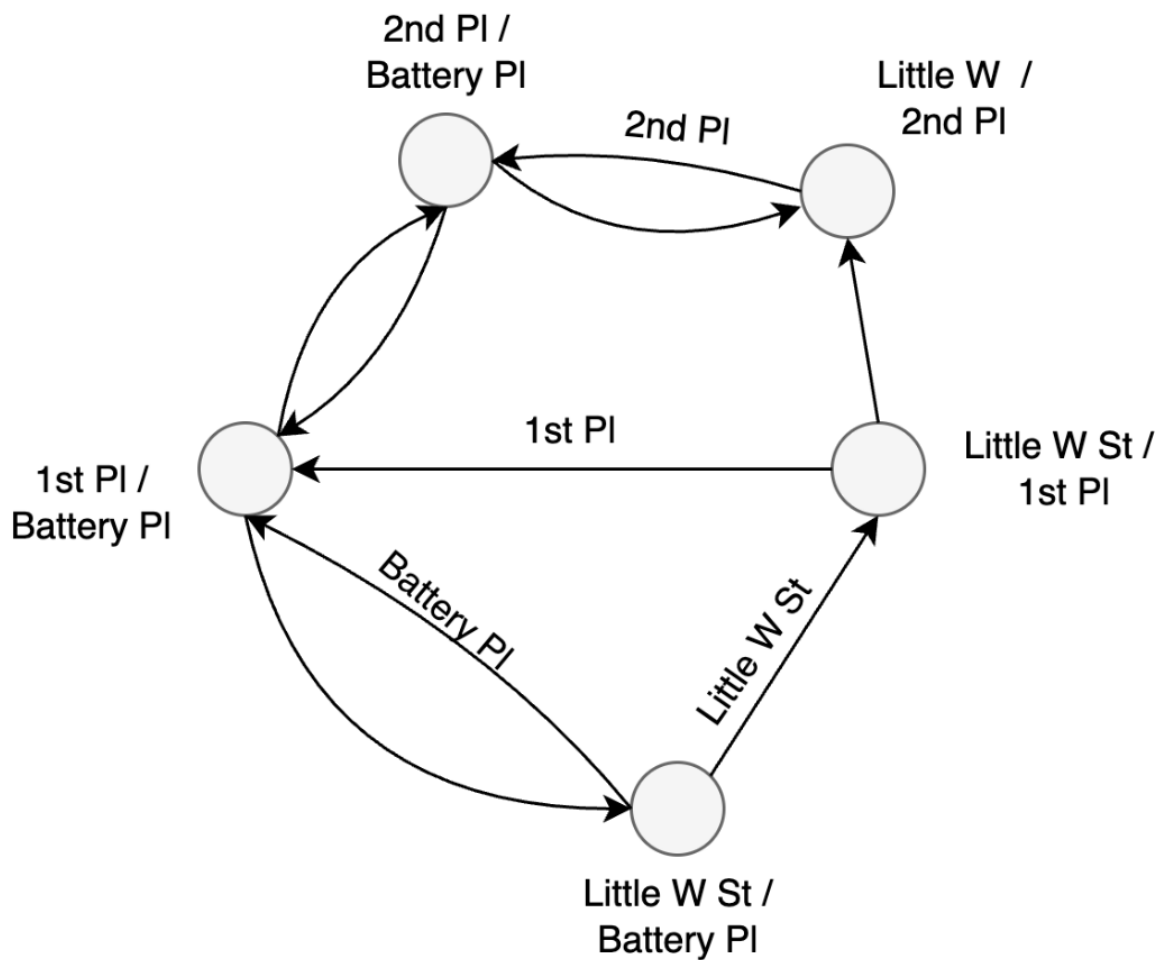 2nd Pl /
Battery Pl
Little W /
2nd Pl
2nd Pl
1st Pl
1st Pl /
Battery Pl
Little W St /
1st Pl
Battery Pl
Little W St
Little W St /
Battery Pl